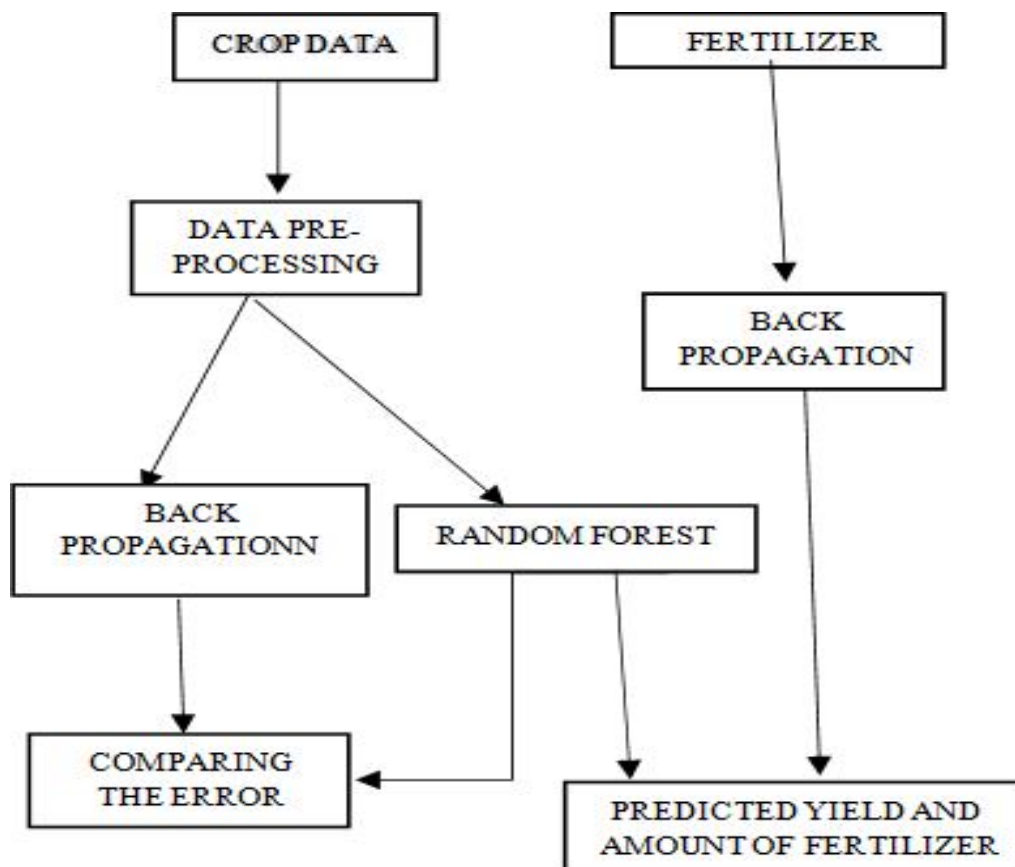 CROP DATA
FERTILIZER
DATA PRE-
PROCESSING
BACK
PROPAGATION
BACK
PROPAGATIONN
RANDOM FOREST
COMPARING
THE ERROR
PREDICTED YIELD AND
AMOUNT OF FERTILIZER